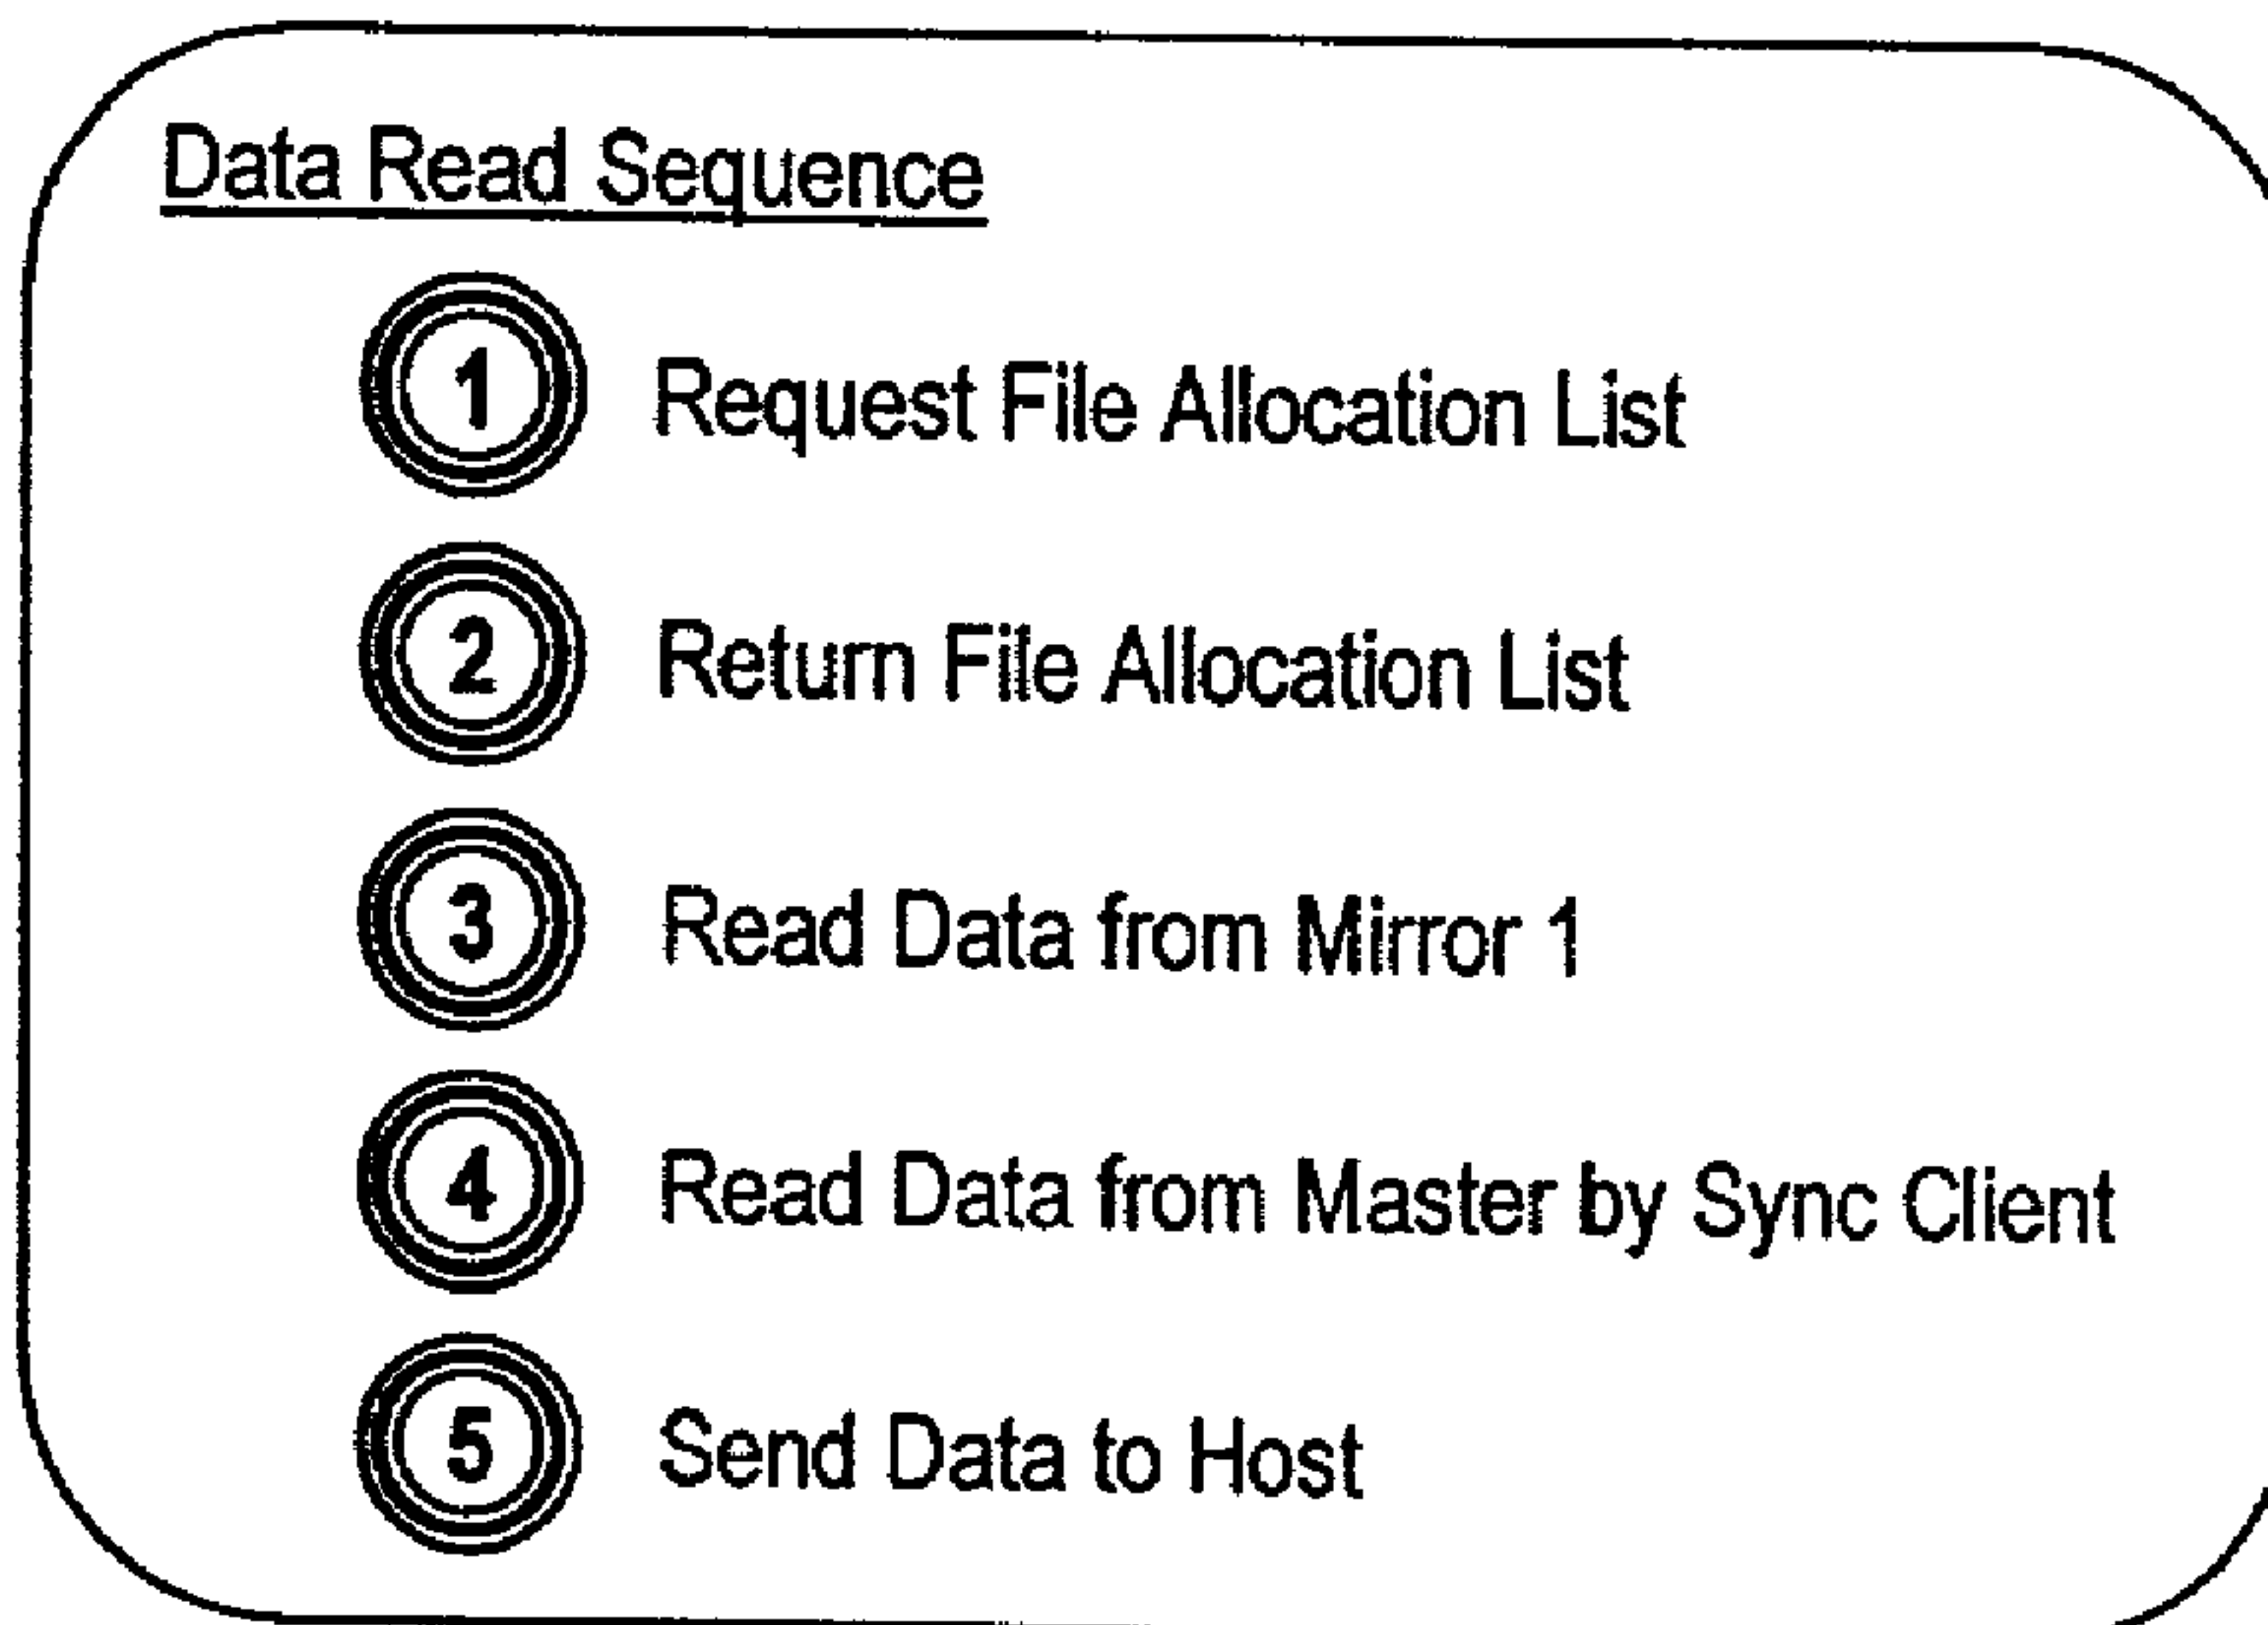 Data Read Sequence
1 Request File Allocation List
2 Return File Allocation List
3 Read Data from Mirror 1
4 Read Data from Master by Sync Client
5 Send Data to Host